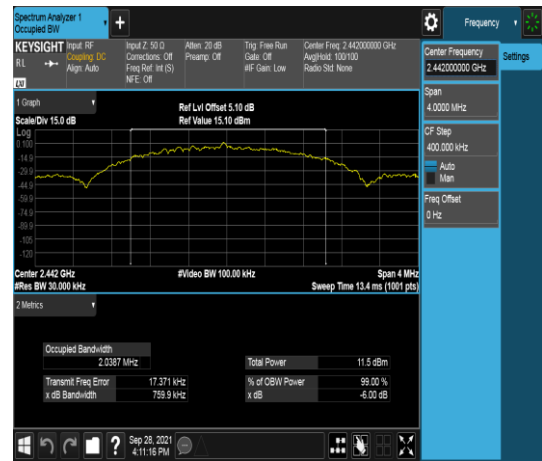 Spectrum Analyzer 1
Occupied BW
+
Frequency
KEYSIGHT
RL
LXI
Input: RF
Coupling: DC
Align: Auto
Input Z: 50 Ω
Corrections: Off
Freq Ref: Int (S)
NFE: Off
Atten: 20 dB
Preamp: Off
Trig: Free Run
Gate: Off
#IF Gain: Low
Center Freq: 2.442000000 GHz
Avg|Hold: 100/100
Radio Std: None
Center Frequency
2.442000000 GHz
Settings
Span
4.0000 MHz
CF Step
400.000 kHz
Auto
Man
Freq Offset
0 Hz
1 Graph
Scale/Div 15.0 dB
Ref Lvl Offset 5.10 dB
Ref Value 15.10 dBm
Log
0.100
-14.9
-29.9
-44.9
-59.9
-74.9
-89.9
-105
-120
Center 2.442 GHz
#Res BW 30.000 kHz
#Video BW 100.00 kHz
Span 4 MHz
Sweep Time 13.4 ms (1001 pts)
2 Metrics
Occupied Bandwidth
2.0387 MHz
Total Power 11.5 dBm
Transmit Freq Error 17.371 kHz
% of OBW Power 99.00 %
x dB Bandwidth 759.9 kHz
x dB -6.00 dB
?
Sep 28, 2021
4:11:16 PM